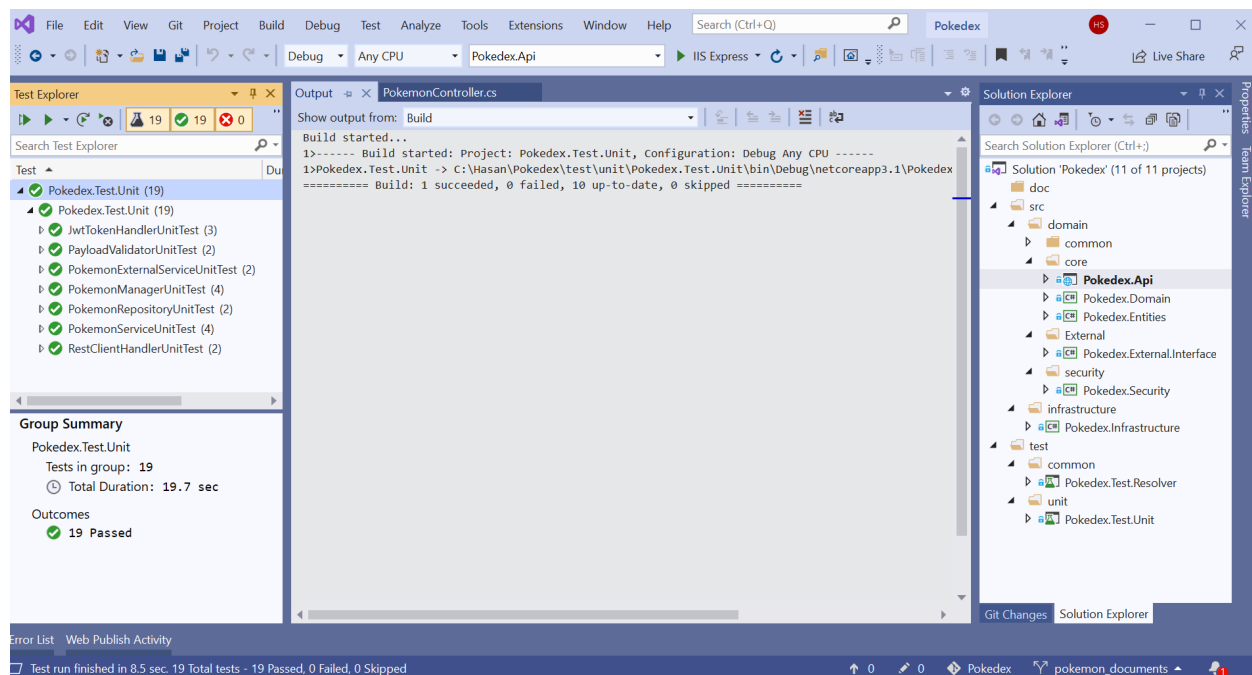 File Edit View Git Project Build Debug Test Analyze Tools Extensions Window Help Search (Ctrl+Q) Pokedex HS
Debug Any CPU Pokedex.Api IIS Express Live Share
Test Explorer
19 19 0
Search Test Explorer
Test Du
Pokedex.Test.Unit (19)
Pokedex.Test.Unit (19)
JwtTokenHandlerUnitTest (3)
PayloadValidatorUnitTest (2)
PokemonExternalServiceUnitTest (2)
PokemonManagerUnitTest (4)
PokemonRepositoryUnitTest (2)
PokemonServiceUnitTest (4)
RestClientHandlerUnitTest (2)
Group Summary
Pokedex.Test.Unit
Tests in group: 19
Total Duration: 19.7 sec
Outcomes
19 Passed
Output PokemonController.cs
Show output from: Build
Build started...
1>------ Build started: Project: Pokedex.Test.Unit, Configuration: Debug Any CPU ------
1>Pokedex.Test.Unit -> C:\Hasan\Pokedex\test\unit\Pokedex.Test.Unit\bin\Debug\netcoreapp3.1\Pokedex
========== Build: 1 succeeded, 0 failed, 10 up-to-date, 0 skipped ==========
Solution Explorer
Search Solution Explorer (Ctrl+;)
Solution 'Pokedex' (11 of 11 projects)
doc
src
domain
common
core
Pokedex.Api
C# Pokedex.Domain
C# Pokedex.Entities
External
C# Pokedex.External.Interface
security
C# Pokedex.Security
infrastructure
C# Pokedex.Infrastructure
test
common
Pokedex.Test.Resolver
unit
Pokedex.Test.Unit
Git Changes Solution Explorer
Properties
Team Explorer
Error List Web Publish Activity
Test run finished in 8.5 sec. 19 Total tests - 19 Passed, 0 Failed, 0 Skipped 0 0 Pokedex pokemon_documents 1